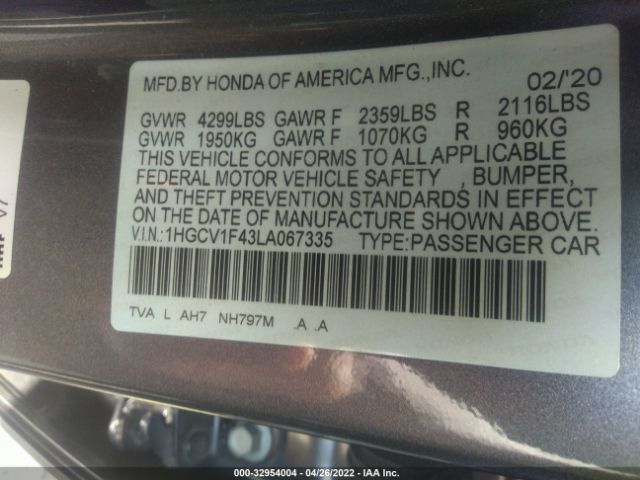 MFD.BY HONDA OF AMERICA MFG.,INC. 02/'20
GVWR 4299LBS GAWR F 2359LBS R 2116LBS
GVWR 1950KG GAWR F 1070KG R 960KG
THIS VEHICLE CONFORMS TO ALL APPLICABLE
FEDERAL MOTOR VEHICLE SAFETY , BUMPER,
AND THEFT PREVENTION STANDARDS IN EFFECT
ON THE DATE OF MANUFACTURE SHOWN ABOVE.
V.I.N.:1HGCV1F43LA067335 TYPE:PASSENGER CAR
TVA L AH7 NH797M .A .A
000-32954004 - 04/26/2022 - IAA Inc.